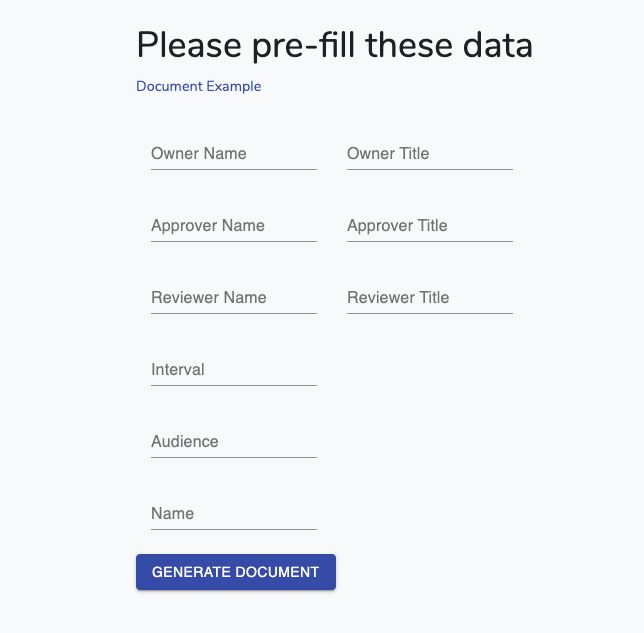 Please pre-fill these data
Document Example
Owner Name Owner Title
Approver Name Approver Title
Reviewer Name Reviewer Title
Interval
Audience
Name
GENERATE DOCUMENT